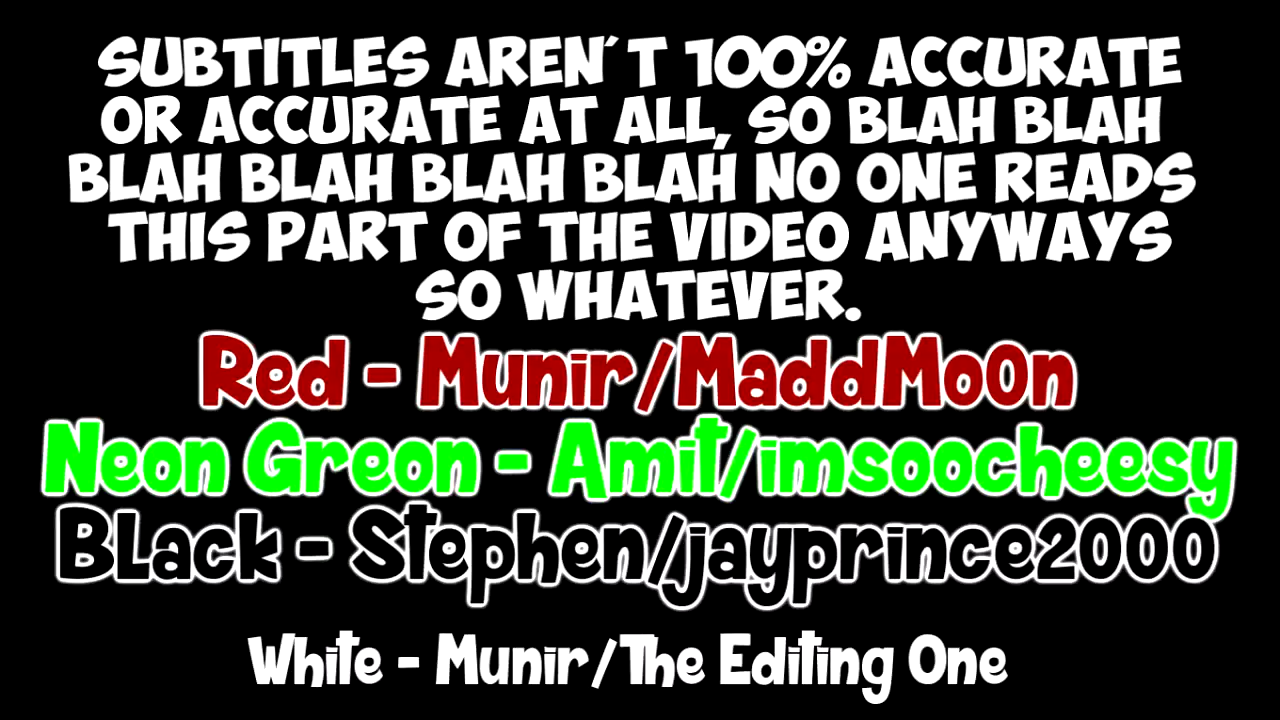 SUBTITLES AREN'T 100% ACCURATE
OR ACCURATE AT ALL, SO BLAH BLAH
BLAH BLAH BLAH BLAH NO ONE READS
THIS PART OF THE VIDEO ANYWAYS
SO WHATEVER.
Red - Munir/MaddMo0n
Neon Greon - Amit/imsoocheesy
BLack - Stephen/jayprince2000
White - Munir/The Editing One